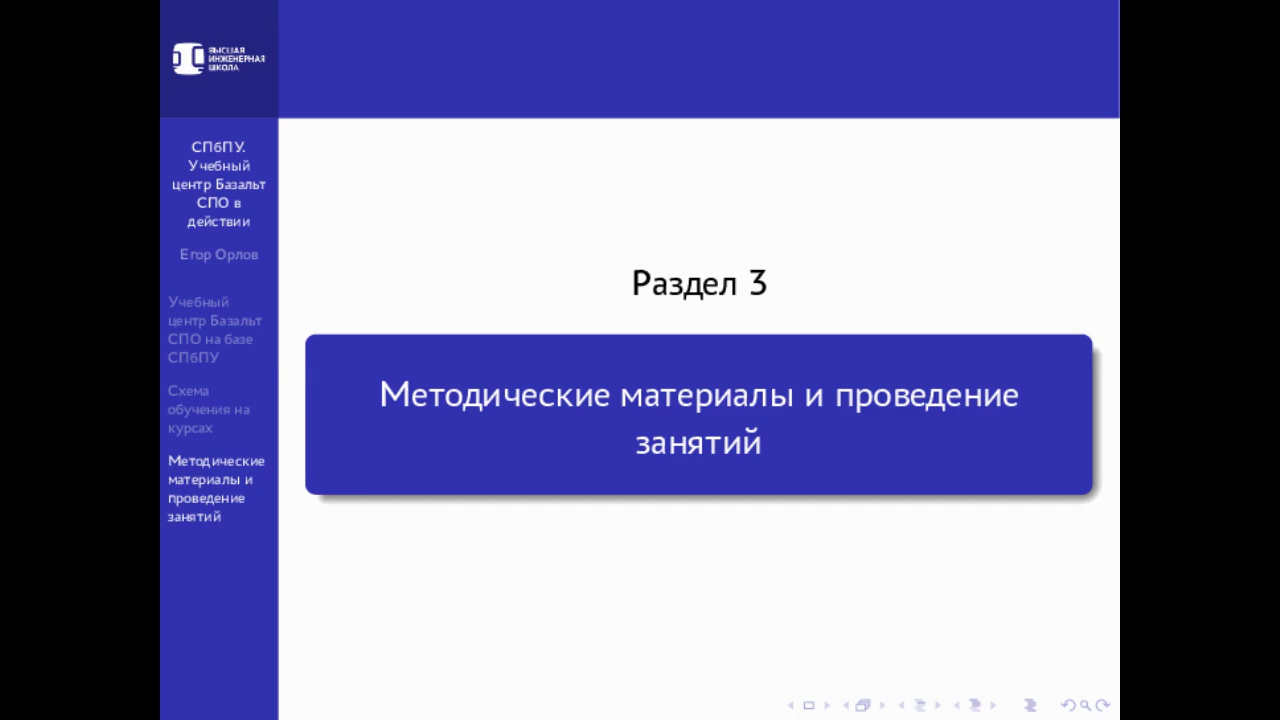 ВЫСШАЯ
ИНЖЕНЕРНАЯ
ШКОЛА
СПбПУ.
Учебный
центр Базальт
СПО в
действии
Егор Орлов
Учебный
центр Базальт
СПО на базе
СПбПУ
Схема
обучения на
курсах
Методические
материалы и
проведение
занятий
Раздел 3
Методические материалы и проведение
занятий